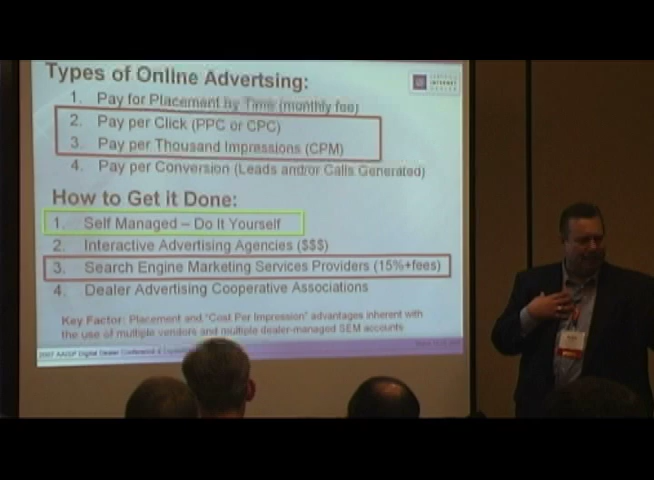 Types of Online Advertsing:
1. Pay for Placement by Time (monthly fee)
2. Pay per Click (PPC or CPC)
3. Pay per Thousand Impressions (CPM)
4. Pay per Conversion (Leads and/or Calls Generated)
How to Get it Done:
1. Self Managed – Do It Yourself
2. Interactive Advertising Agencies ($$$)
3. Search Engine Marketing Services Providers (15%+fees)
4. Dealer Advertising Cooperative Associations
Key Factor: Placement and "Cost Per Impression" advantages inherent with
the use of multiple vendors and multiple dealer-managed SEM accounts
INTERNET
2007 AAISP Digital Dealer Conference